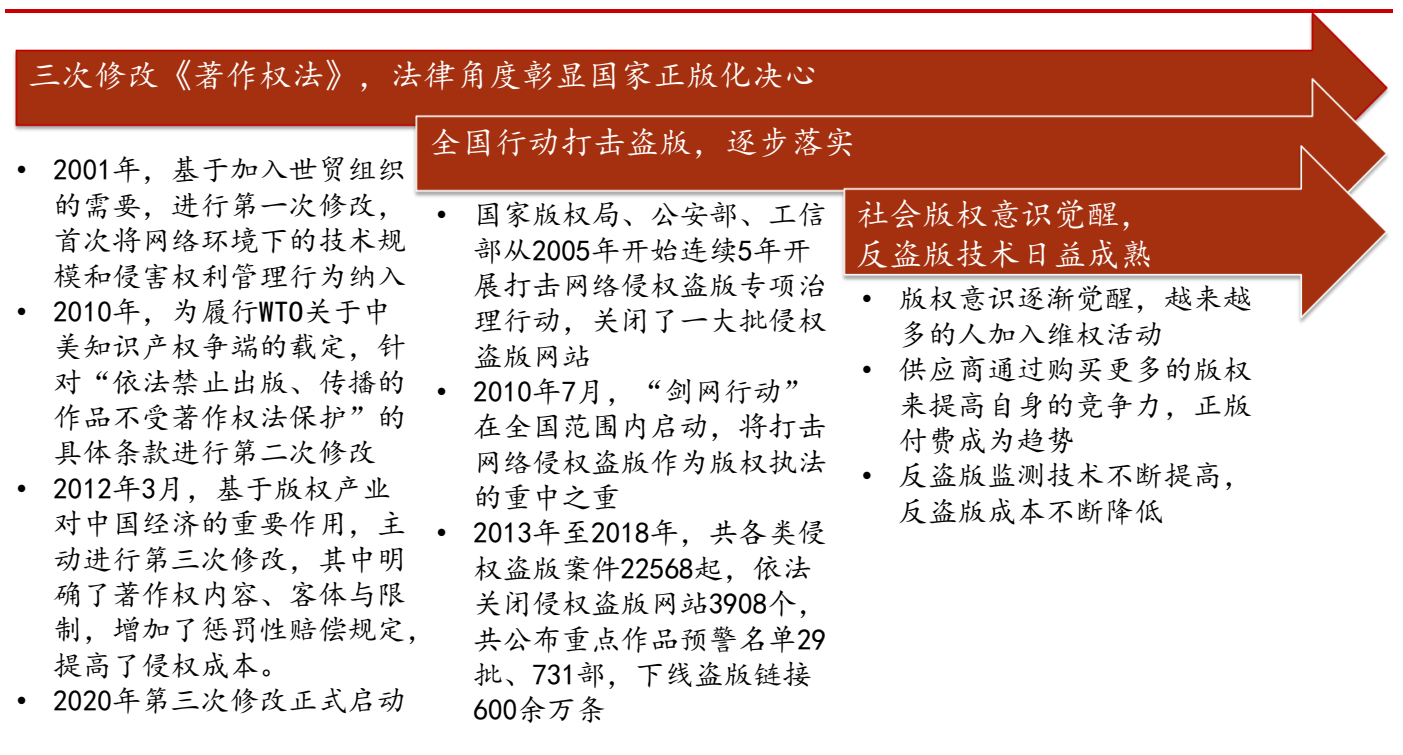 三次修改《著作权法》，法律角度彰显国家正版化决心
• 2001年，基于加入世贸组织
的需要，进行第一次修改，
首次将网络环境下的技术规
模和侵害权利管理行为纳入
• 2010年，为履行WTO关于中
美知识产权争端的载定，针
对“依法禁止出版、传播的
作品不受著作权法保护”的
具体条款进行第二次修改
• 2012年3月，基于版权产业
对中国经济的重要作用，主
动进行第三次修改，其中明
确了著作权内容、客体与限
制，增加了惩罚性赔偿规定，
提高了侵权成本。
• 2020年第三次修改正式启动
全国行动打击盗版，逐步落实
• 国家版权局、公安部、工信
部从2005年开始连续5年开
展打击网络侵权盗版专项治
理行动，关闭了一大批侵权
盗版网站
• 2010年7月，“剑网行动”
在全国范围内启动，将打击
网络侵权盗版作为版权执法
的重中之重
• 2013年至2018年，共各类侵
权盗版案件22568起，依法
关闭侵权盗版网站3908个，
共公布重点作品预警名单29
批、731部，下线盗版链接
600余万条
社会版权意识觉醒，
反盗版技术日益成熟
• 版权意识逐渐觉醒，越来越
多的人加入维权活动
• 供应商通过购买更多的版权
来提高自身的竞争力，正版
付费成为趋势
• 反盗版监测技术不断提高，
反盗版成本不断降低